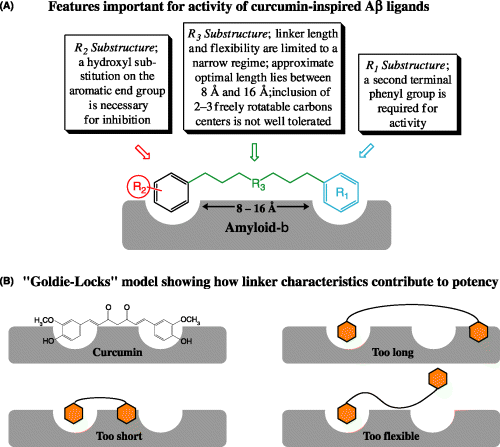 (A) Features important for activity of curcumin-inspired Aβ ligands
R2 Substructure;
a hydroxyl sub-
stitution on the
aromatic end group
is necessary
for inhibition
R3 Substructure; linker length
and flexibility are limited to a
narrow regime; approximate
optimal length lies between
8 Å and 16 Å;inclusion of
2–3 freely rotatable carbons
centers is not well tolerated
R1 Substructure;
a second terminal
phenyl group is
required for
activity
R2
R3
R1
8 – 16 Å
Amyloid-b
(B) "Goldie-Locks" model showing how linker characteristics contribute to potency
O O
H3CO
OCH3
HO
OH
Curcumin
Too long
Too short
Too flexible